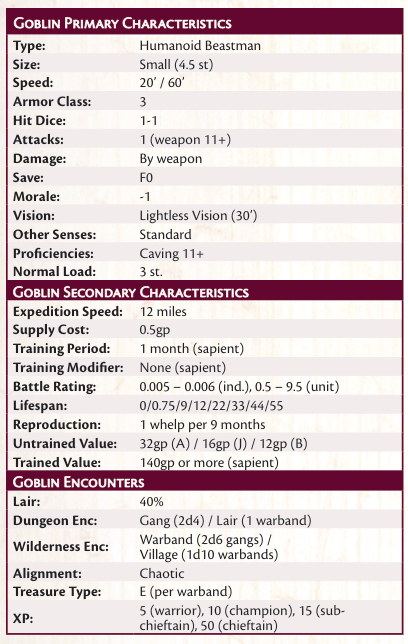 Goblin Primary Characteristics
Type: Humanoid Beastman
Size: Small (4.5 st)
Speed: 20’ / 60’
Armor Class: 3
Hit Dice: 1-1
Attacks: 1 (weapon 11+)
Damage: By weapon
Save: F0
Morale: -1
Vision: Lightless Vision (30’)
Other Senses: Standard
Proficiencies: Caving 11+
Normal Load: 3 st.
Goblin Secondary Characteristics
Expedition Speed: 12 miles
Supply Cost: 0.5gp
Training Period: 1 month (sapient)
Training Modifier: None (sapient)
Battle Rating: 0.005 – 0.006 (ind.), 0.5 – 9.5 (unit)
Lifespan: 0/0.75/9/12/22/33/44/55
Reproduction: 1 whelp per 9 months
Untrained Value: 32gp (A) / 16gp (J) / 12gp (B)
Trained Value: 140gp or more (sapient)
Goblin Encounters
Lair: 40%
Dungeon Enc: Gang (2d4) / Lair (1 warband)
Wilderness Enc: Warband (2d6 gangs) /
Village (1d10 warbands)
Alignment: Chaotic
Treasure Type: E (per warband)
XP: 5 (warrior), 10 (champion), 15 (sub-
chieftain), 50 (chieftain)